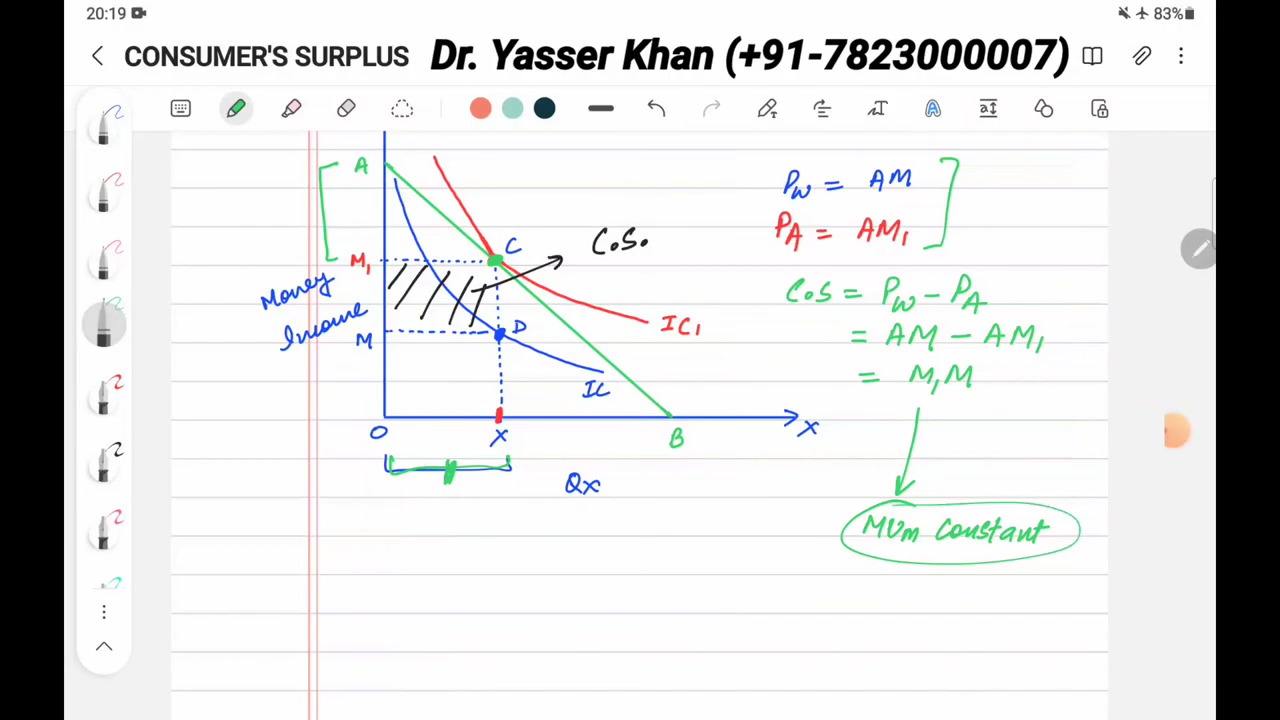 20:19
83%
CONSUMER'S SURPLUS
Dr. Yasser Khan (+91-7823000007)
A
C
C.S.
M1
Money
Income
M
D
IC1
IC
O
X
B
X
Qx
Pw = AM
PA = AM1
CoS = Pw - PA
= AM - AM1
= M1M
MUm Constant